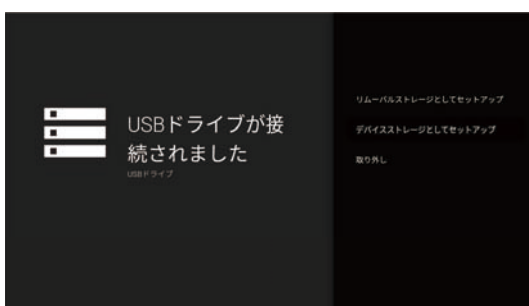 USBドライブが接
続されました
USBドライブ
リムーバルストレージとしてセットアップ
デバイスストレージとしてセットアップ
取り外し